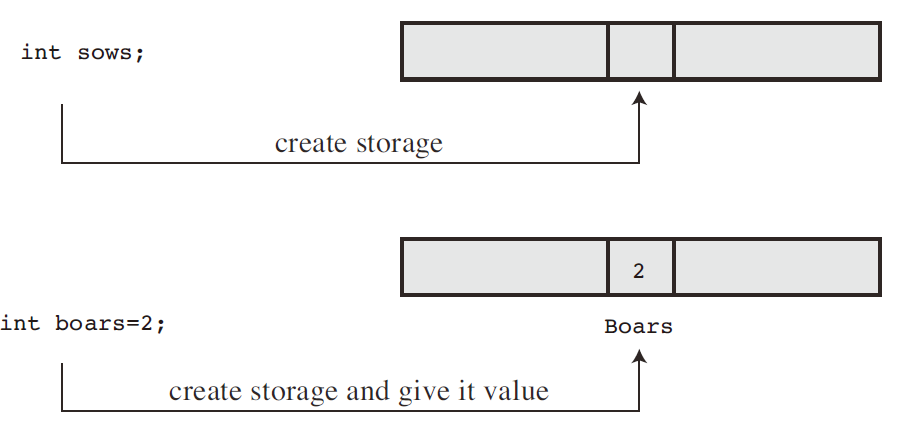 int sows;
create storage
2
int boars=2;
Boars
create storage and give it value